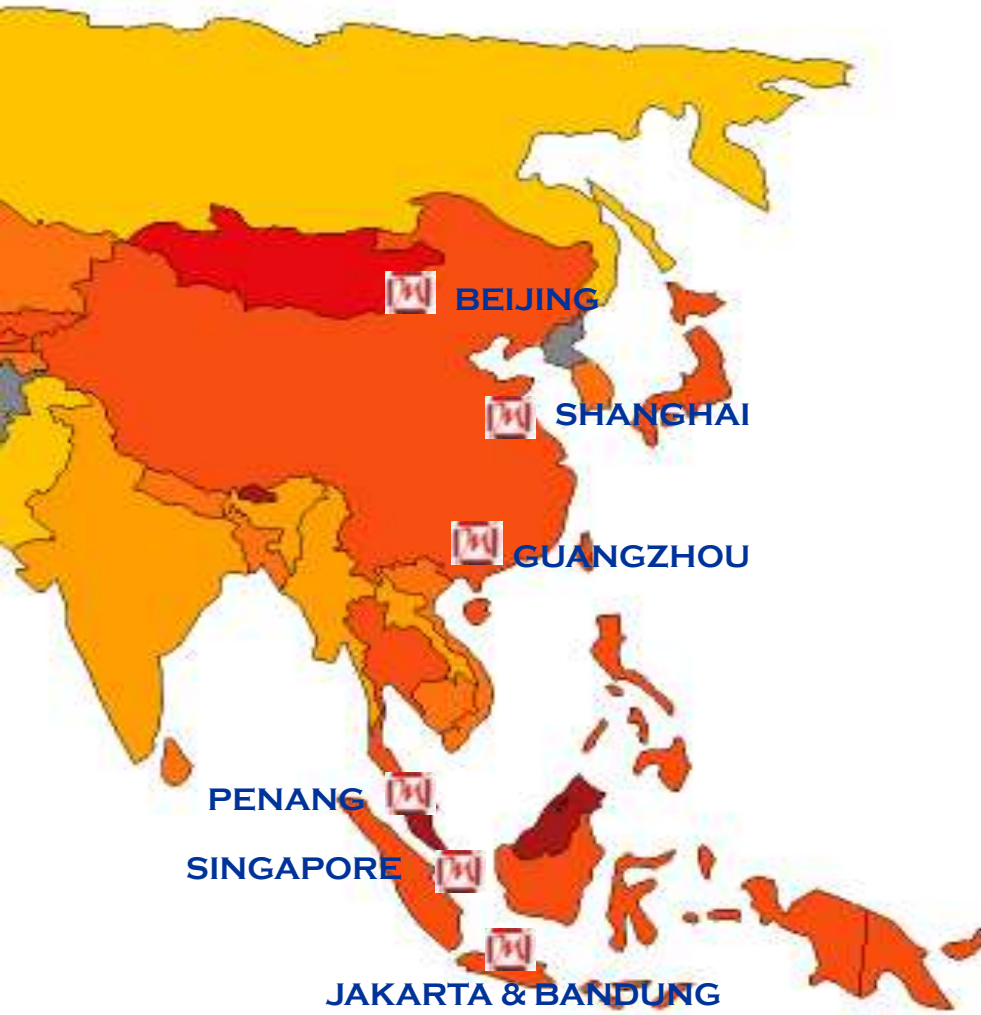 BEIJING
SHANGHAI
GUANGZHOU
PENANG
SINGAPORE
JAKARTA & BANDUNG